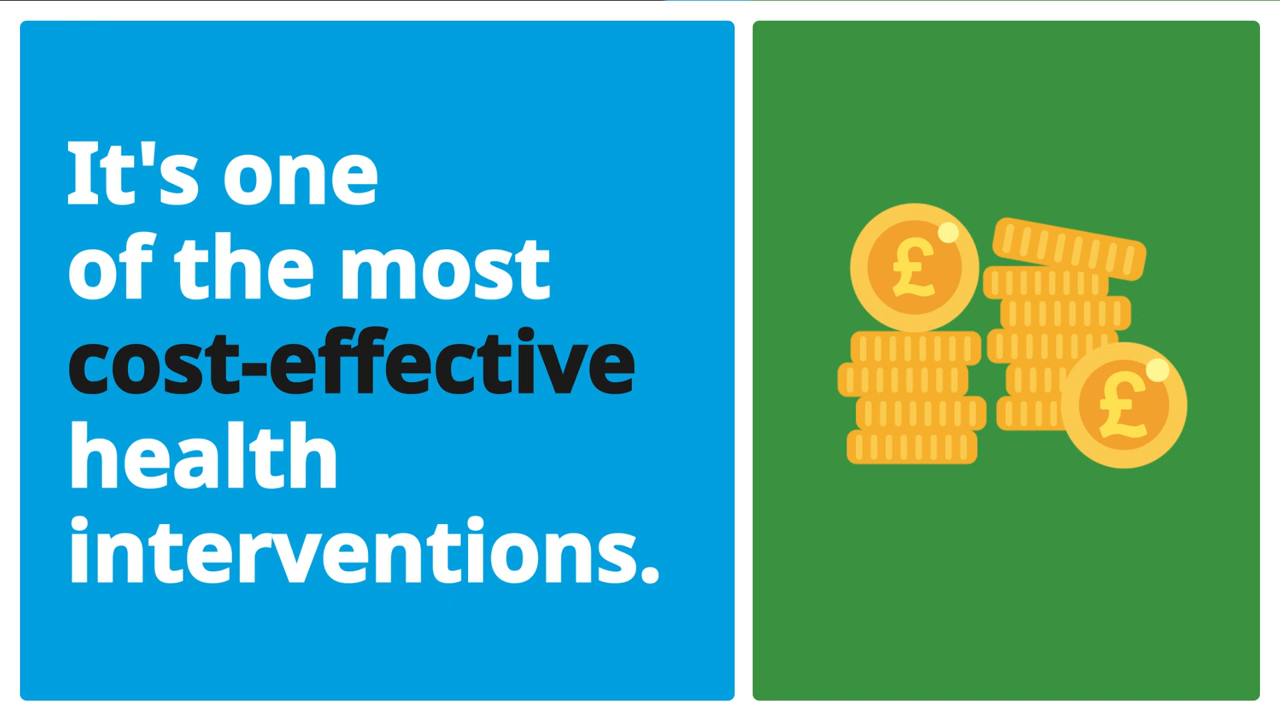 It's one
of the most
cost-effective
health
interventions.
£
£